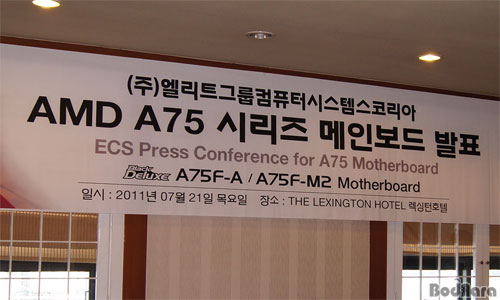 (주)엘리트그룹컴퓨터시스템스코리아
AMD A75 시리즈 메인보드 발표
ECS Press Conference for A75 Motherboard
Black DELUXE A75F-A / A75F-M2 Motherboard
일시 : 2011년 07월 21일 목요일 장소 : THE LEXINGTON HOTEL 렉싱턴호텔
Bodnara